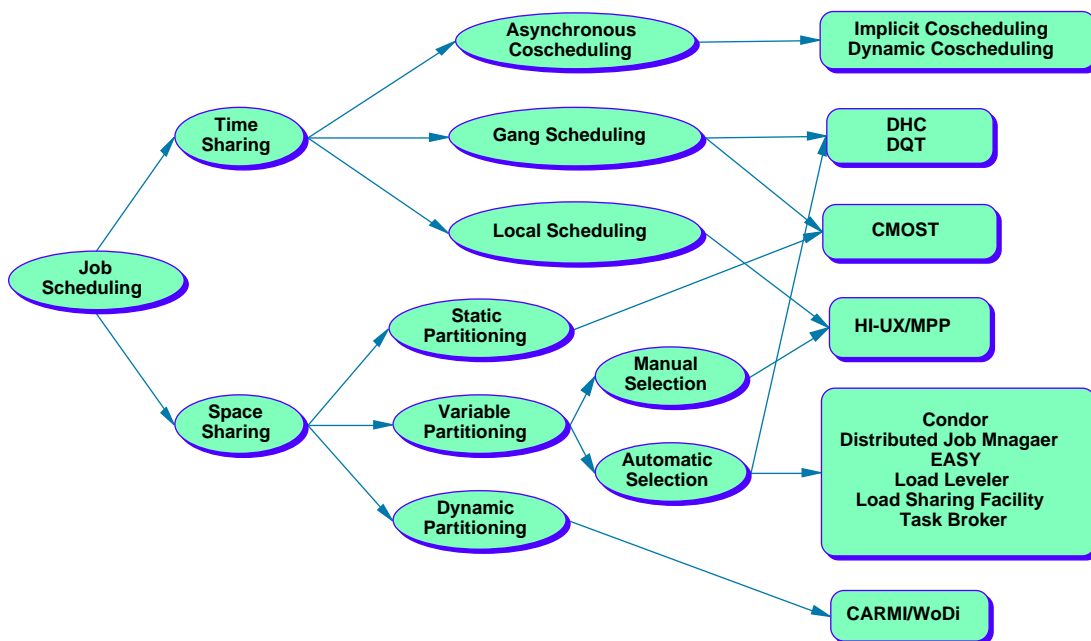 Asynchronous
Coscheduling
Implicit Coscheduling
Dynamic Coscheduling
Time
Sharing
Gang Scheduling
DHC
DQT
Local Scheduling
CMOST
Job
Scheduling
Static
Partitioning
HI-UX/MPP
Manual
Selection
Space
Sharing
Variable
Partitioning
Automatic
Selection
Condor
Distributed Job Mnagaer
EASY
Load Leveler
Load Sharing Facility
Task Broker
Dynamic
Partitioning
CARMI/WoDi